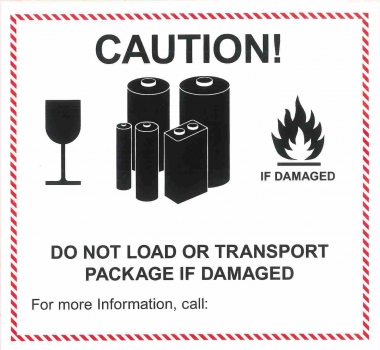 CAUTION!
IF DAMAGED
DO NOT LOAD OR TRANSPORT
PACKAGE IF DAMAGED
For more Information, call: